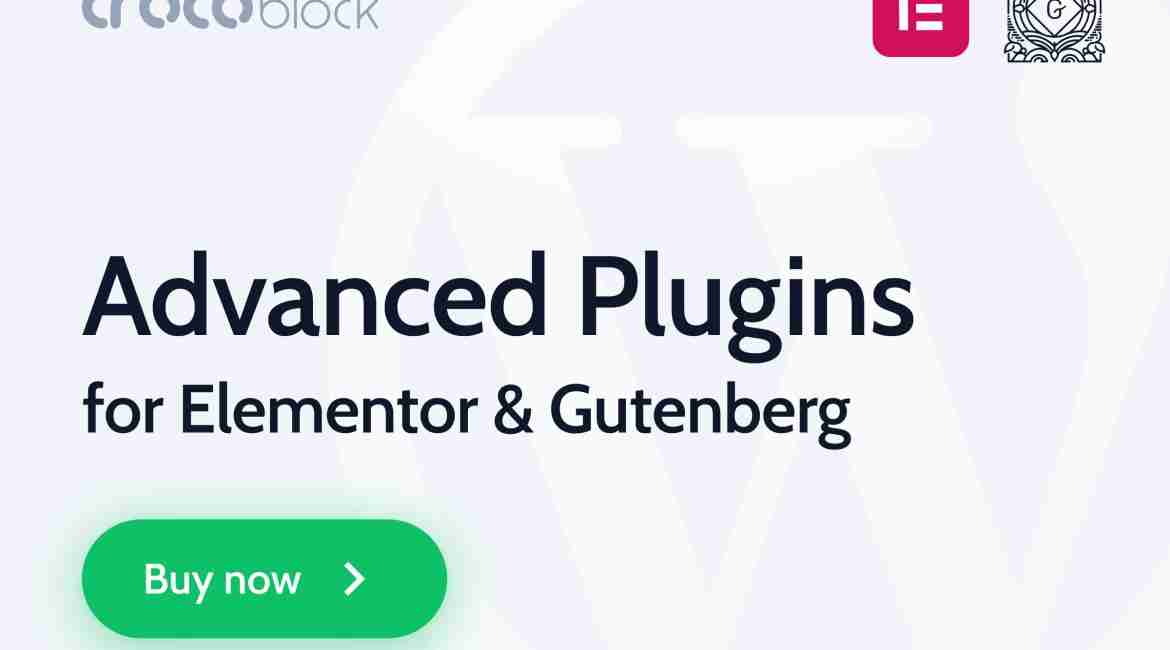 crocoblock
G
Advanced Plugins
for Elementor & Gutenberg
Buy now